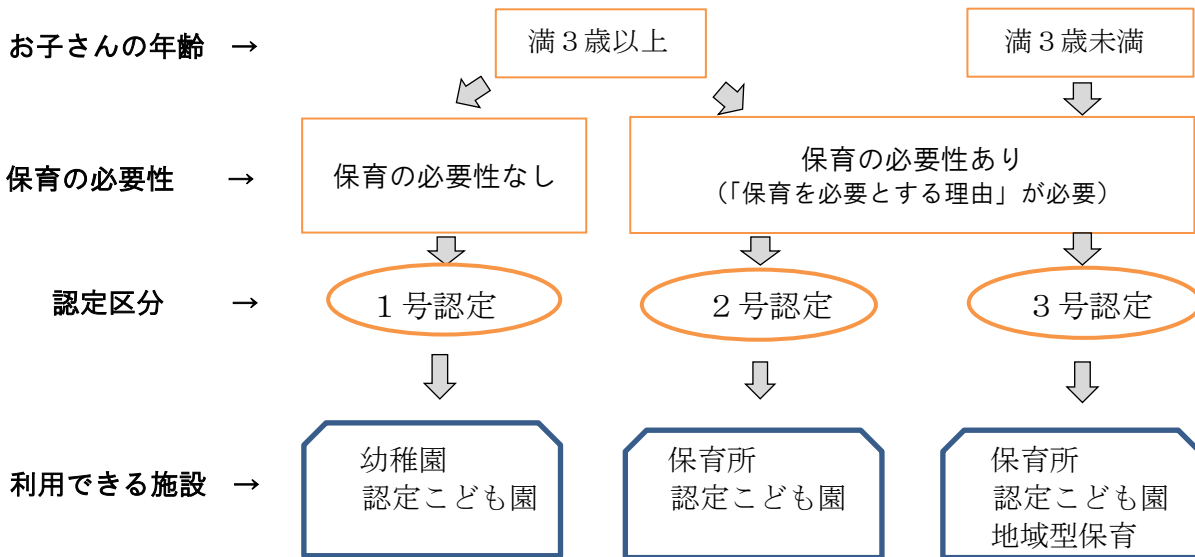 お子さんの年齢 →
満３歳以上
満３歳未満
保育の必要性 →
保育の必要性なし
保育の必要性あり
（「保育を必要とする理由」が必要）
認定区分 →
１号認定
２号認定
３号認定
利用できる施設 →
幼稚園
認定こども園
保育所
認定こども園
保育所
認定こども園
地域型保育